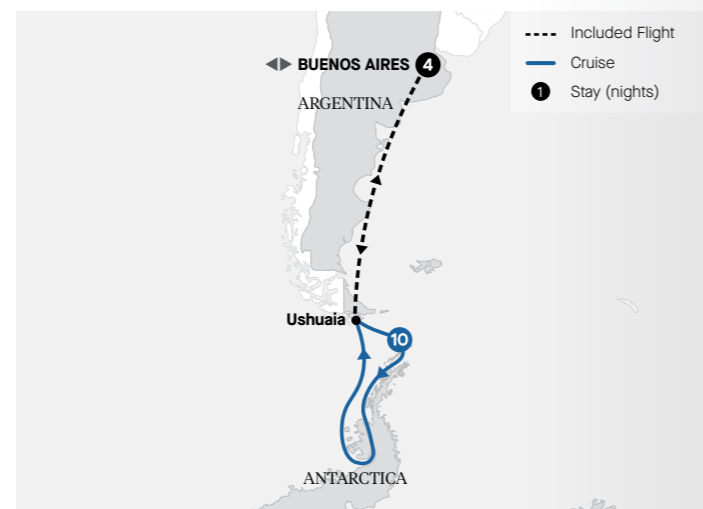 Included Flight
Cruise
1 Stay (nights)
BUENOS AIRES 4
ARGENTINA
Ushuaia
10
ANTARCTICA